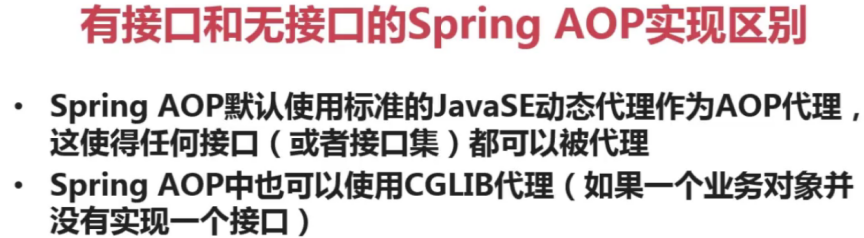 有接口和无接口的Spring AOP实现区别
• Spring AOP默认使用标准的JavaSE动态代理作为AOP代理，
这使得任何接口（或者接口集）都可以被代理
• Spring AOP中也可以使用CGLIB代理（如果一个业务对象并
没有实现一个接口）